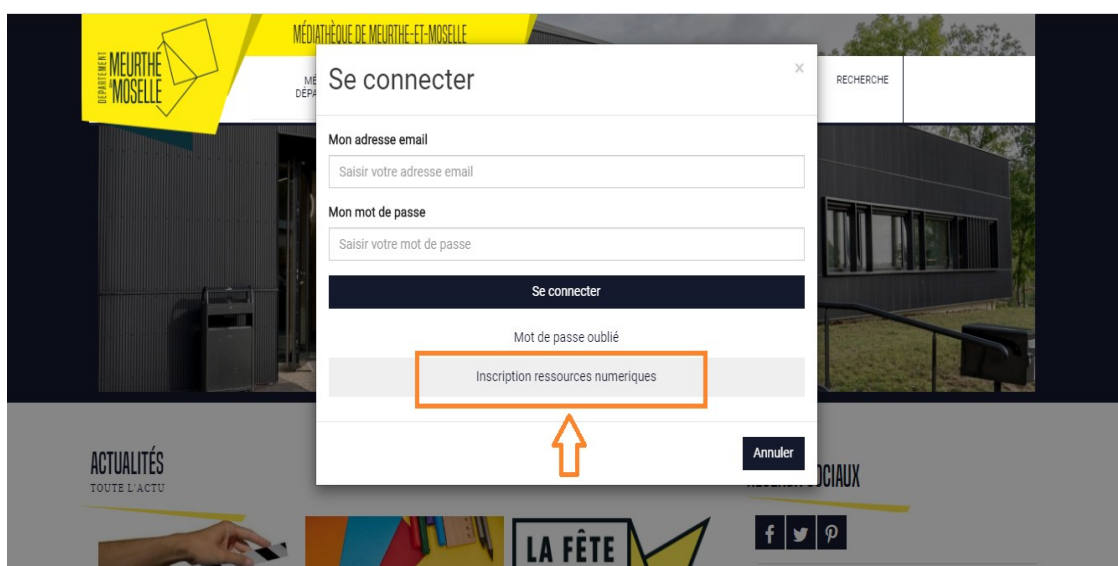 MÉDIATHÈQUE DE MEURTHE-ET-MOSELLE
DÉPARTEMENT
MEURTHE
MOSELLE
RECHERCHE
Se connecter
×
Mon adresse email
Saisir votre adresse email
Mon mot de passe
Saisir votre mot de passe
Se connecter
Mot de passe oublié
Inscription ressources numeriques
Annuler
ACTUALITÉS
TOUTE L'ACTU
LA FÊTE